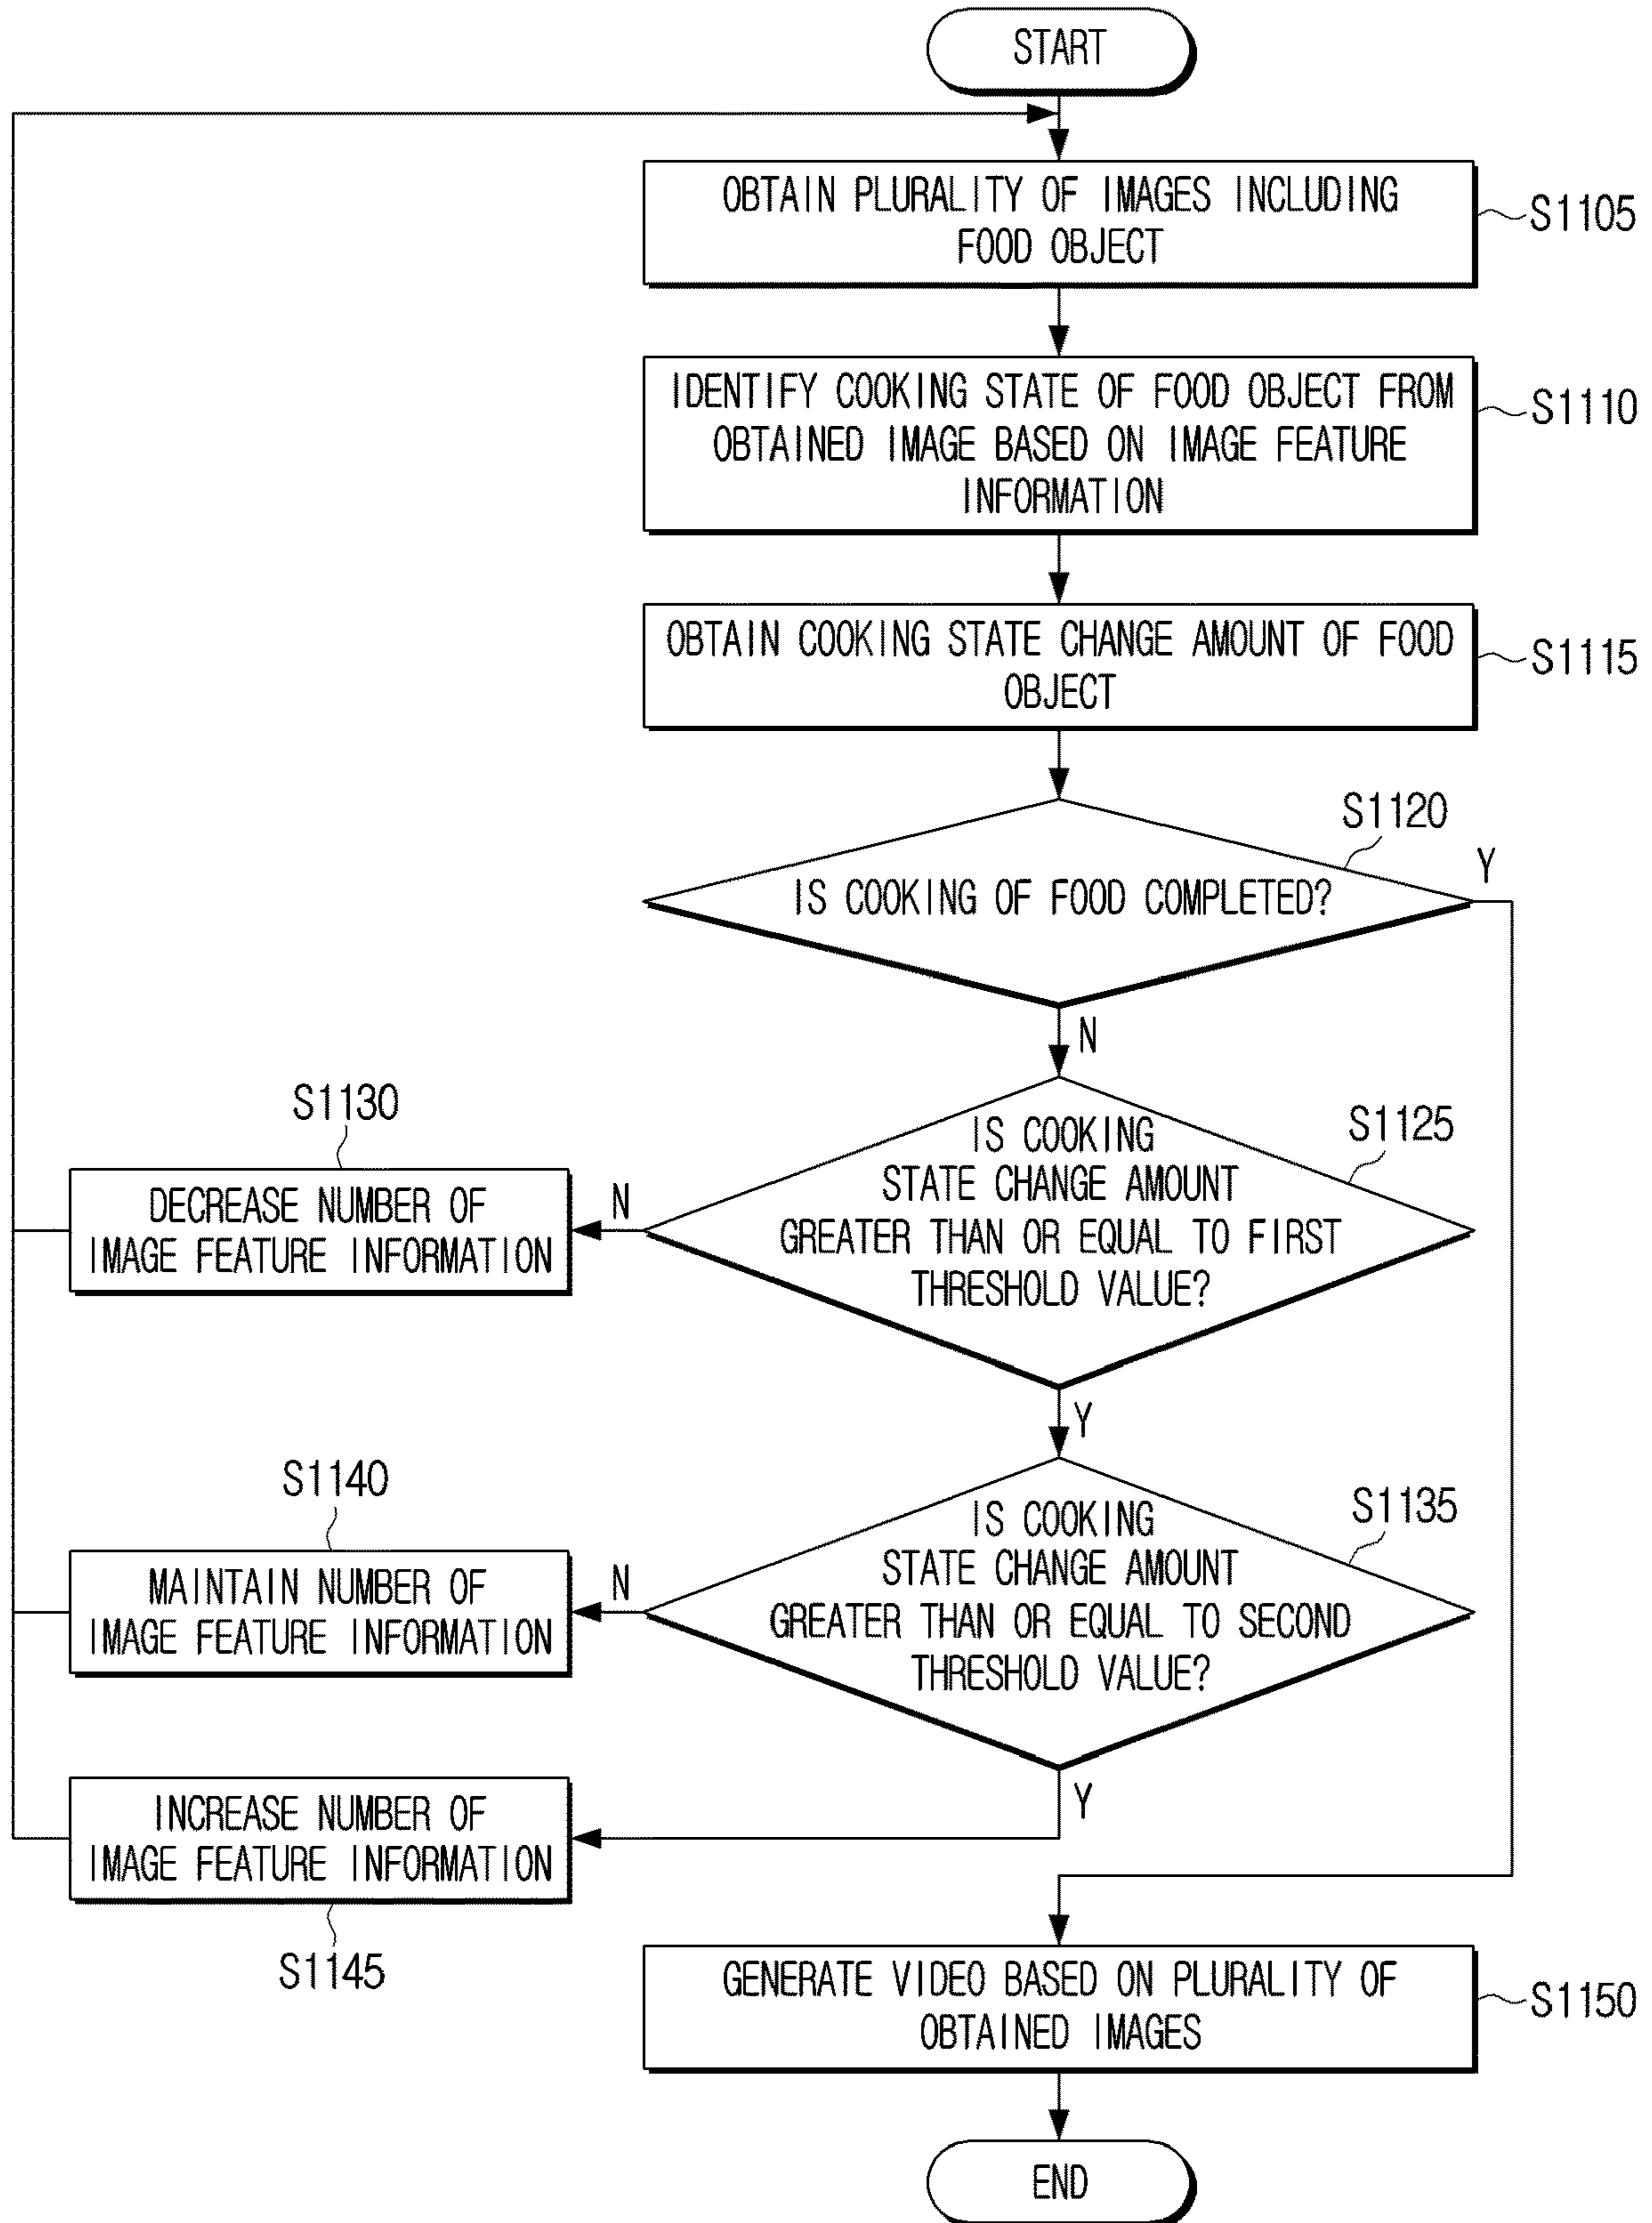 START
OBTAIN PLURALITY OF IMAGES INCLUDING
FOOD OBJECT
S1105
IDENTIFY COOKING STATE OF FOOD OBJECT FROM
OBTAINED IMAGE BASED ON IMAGE FEATURE
INFORMATION
S1110
OBTAIN COOKING STATE CHANGE AMOUNT OF FOOD
OBJECT
S1115
S1120
IS COOKING OF FOOD COMPLETED?
Y
N
S1125
IS COOKING
STATE CHANGE AMOUNT
GREATER THAN OR EQUAL TO FIRST
THRESHOLD VALUE?
N
S1130
DECREASE NUMBER OF
IMAGE FEATURE INFORMATION
Y
S1135
IS COOKING
STATE CHANGE AMOUNT
GREATER THAN OR EQUAL TO SECOND
THRESHOLD VALUE?
N
S1140
MAINTAIN NUMBER OF
IMAGE FEATURE INFORMATION
Y
INCREASE NUMBER OF
IMAGE FEATURE INFORMATION
S1145
GENERATE VIDEO BASED ON PLURALITY OF
OBTAINED IMAGES
S1150
END